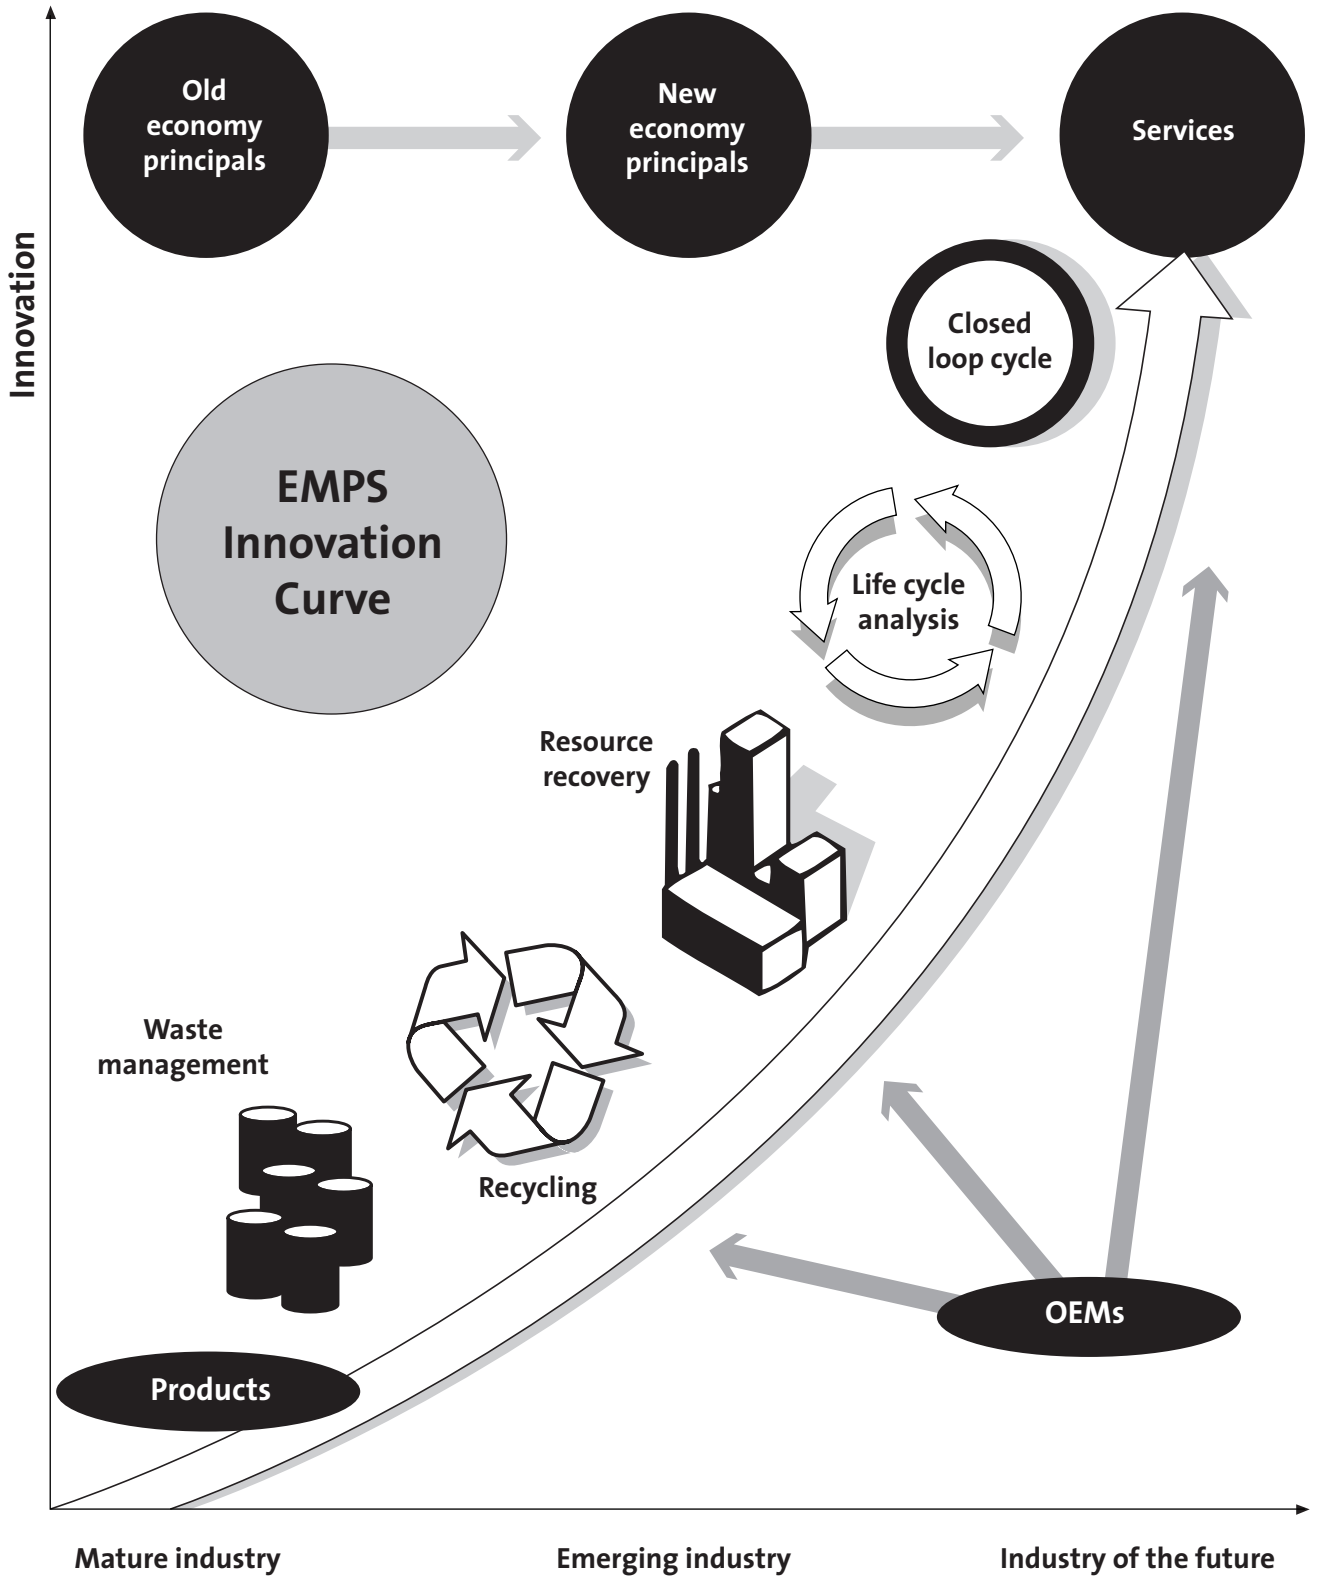 Old
economy
principals
New
economy
principals
Services
Innovation
Closed
loop cycle
EMPS
Innovation
Curve
Life cycle
analysis
Resource
recovery
Waste
management
Recycling
OEMs
Products
Mature industry
Emerging industry
Industry of the future